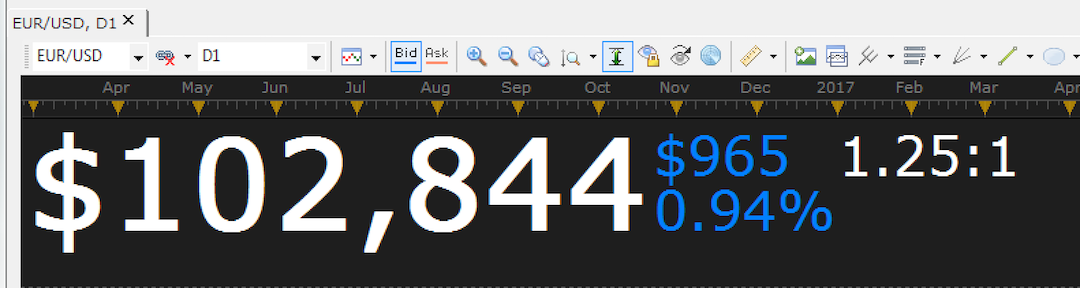 EUR/USD, D1
EUR/USD D1 Bid Ask
Apr May Jun Jul Aug Sep Oct Nov Dec 2017 Feb Mar Apr
$102,844 $965 1.25:1
0.94%